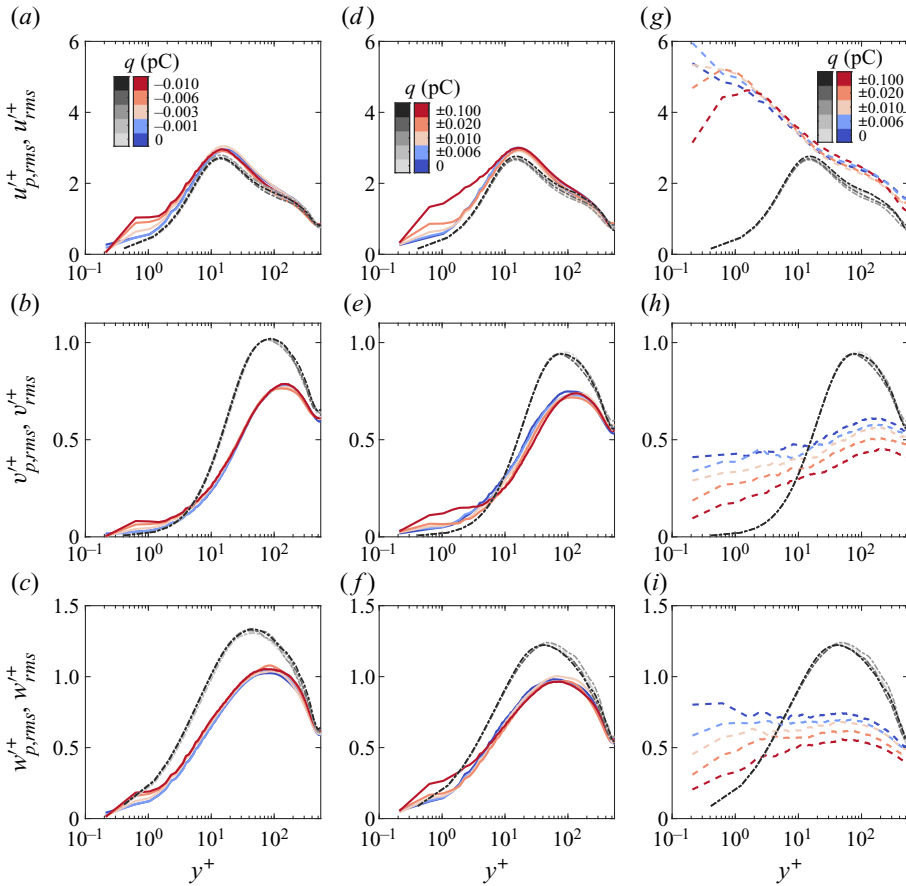 (a) (d) (g)
q (pC)
–0.010
–0.006
–0.003
–0.001
0
q (pC)
±0.100
±0.020
±0.010
±0.006
0
q (pC)
±0.100
±0.020
±0.010
±0.006
0
u′+p,rms, u′+rms
6
4
2
0
10–1 100 101 102
6
4
2
0
10–1 100 101 102
6
4
2
0
10–1 100 101 102
(b) (e) (h)
v′+p,rms, v′+rms
1.0
0.5
0
10–1 100 101 102
1.0
0.5
0
10–1 100 101 102
1.0
0.5
0
10–1 100 101 102
(c) (f) (i)
w′+p,rms, w′+rms
1.5
1.0
0.5
0
10–1 100 101 102
1.5
1.0
0.5
0
10–1 100 101 102
1.5
1.0
0.5
0
10–1 100 101 102
y+ y+ y+